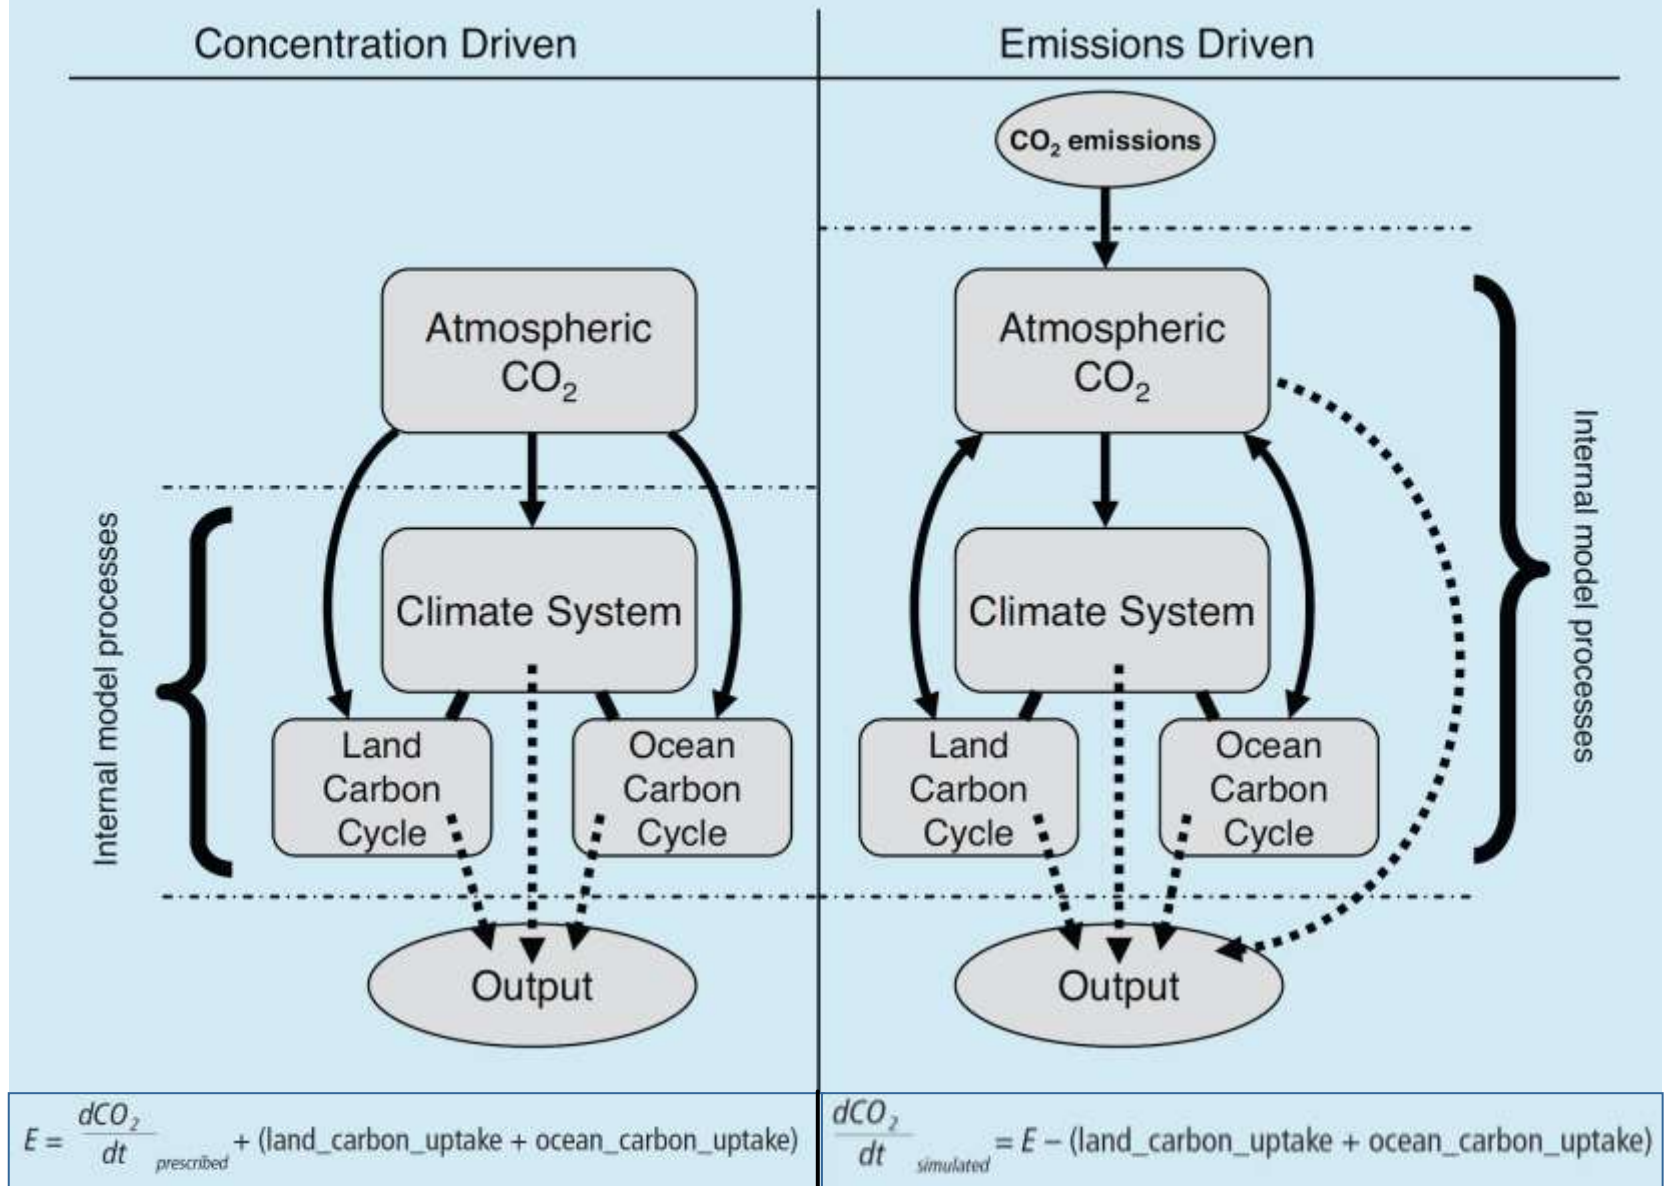 Concentration Driven
Emissions Driven
CO₂ emissions
Atmospheric
CO₂
Atmospheric
CO₂
Internal model processes
Internal model processes
Climate System
Climate System
Land
Carbon
Cycle
Ocean
Carbon
Cycle
Land
Carbon
Cycle
Ocean
Carbon
Cycle
Output
Output
E = dCO₂/dt prescribed + (land_carbon_uptake + ocean_carbon_uptake)
dCO₂/dt simulated = E – (land_carbon_uptake + ocean_carbon_uptake)